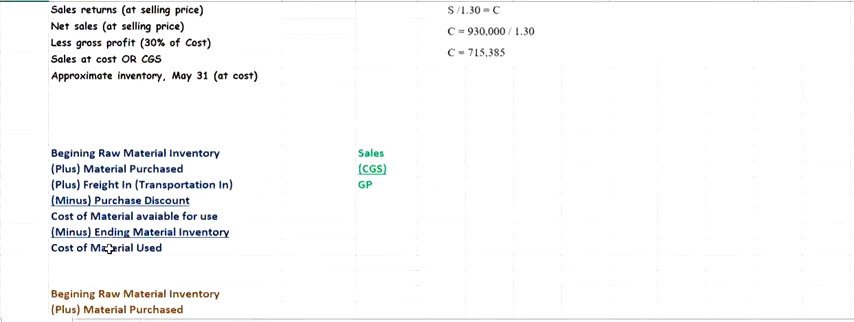 Sales returns (at selling price)
Net sales (at selling price)
Less gross profit (30% of Cost)
Sales at cost OR CGS
Approximate inventory, May 31 (at cost)
S /1.30 = C
C = 930,000 / 1.30
C = 715,385
Begining Raw Material Inventory
(Plus) Material Purchased
(Plus) Freight In (Transportation In)
(Minus) Purchase Discount
Cost of Material avaiable for use
(Minus) Ending Material Inventory
Cost of Material Used
Sales
(CGS)
GP
Begining Raw Material Inventory
(Plus) Material Purchased